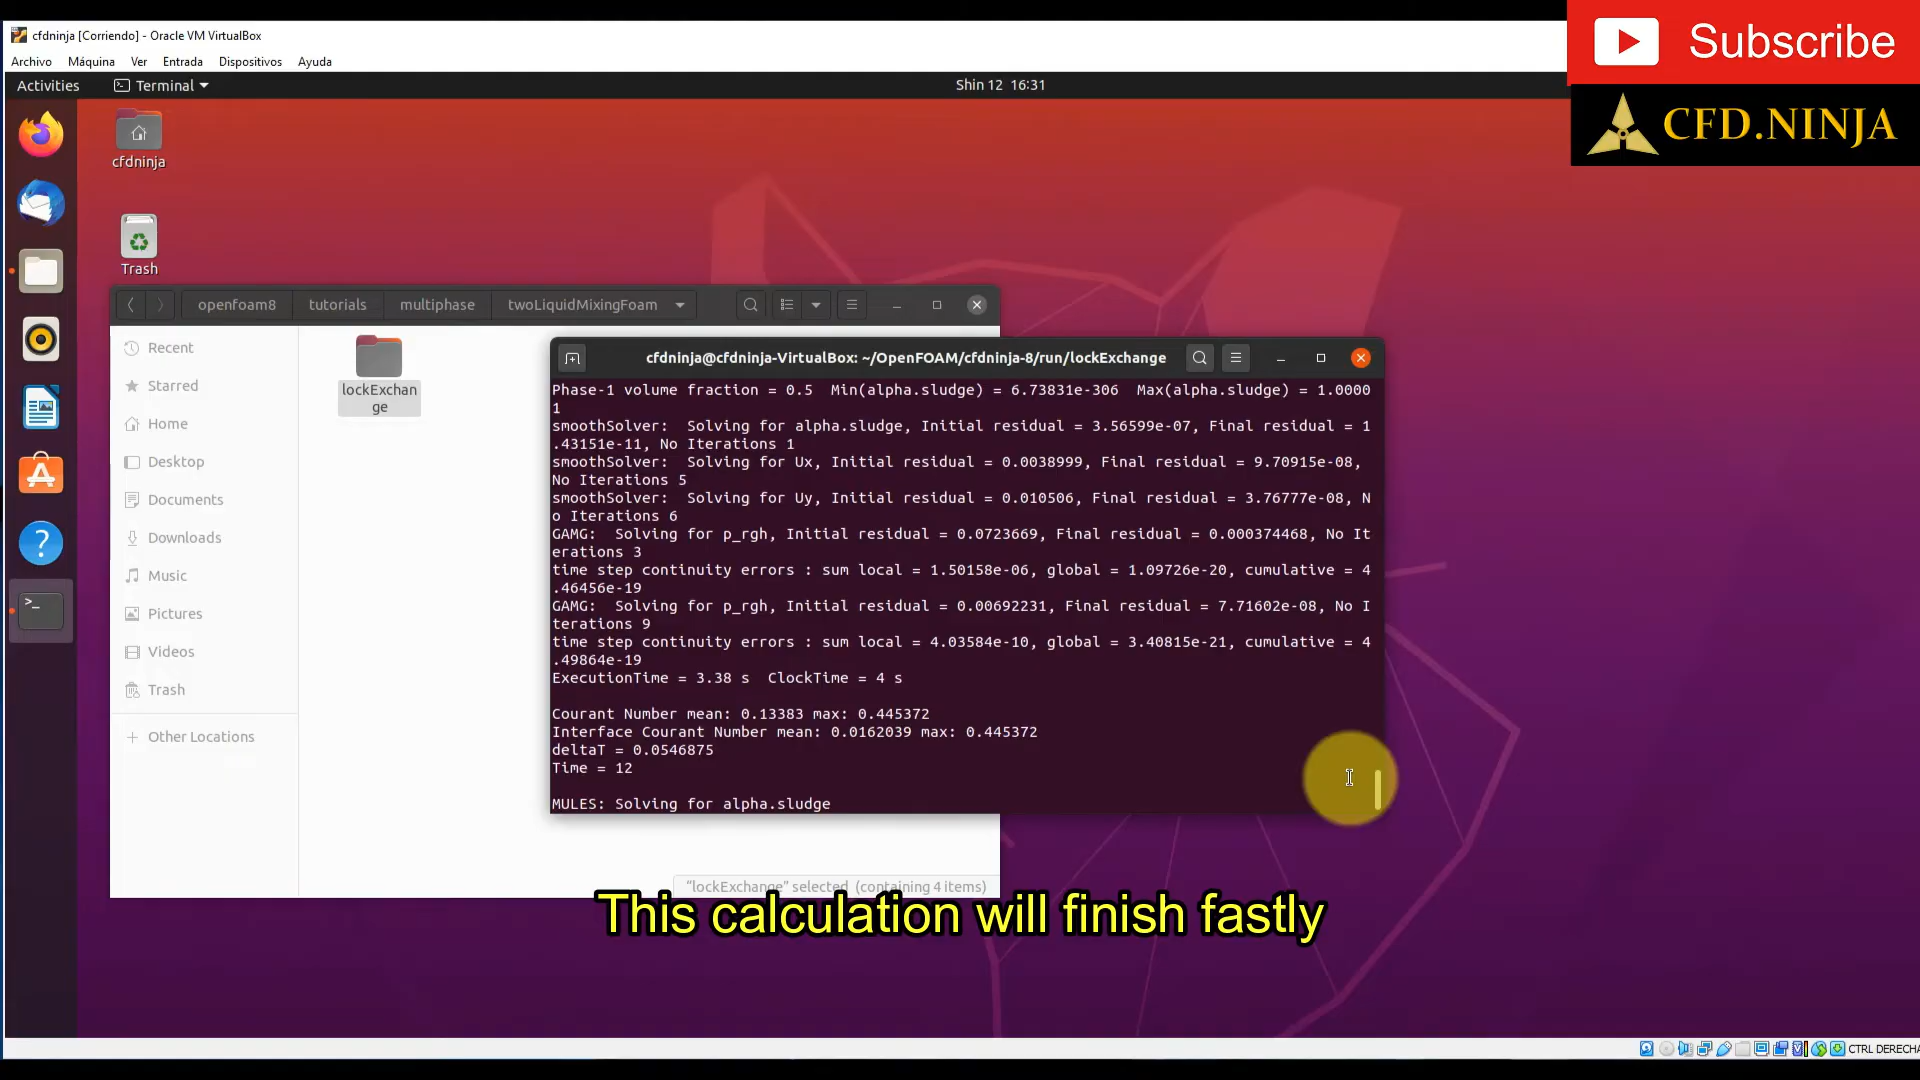 cfdninja [Corriendo] - Oracle VM VirtualBox
Archivo Máquina Ver Entrada Dispositivos Ayuda
Subscribe
CFD.NINJA
Activities Terminal Shin 12 16:31
cfdninja
Trash
openfoam8 tutorials multiphase twoLiquidMixingFoam
Recent
Starred
Home
Desktop
Documents
Downloads
Music
Pictures
Videos
Trash
+ Other Locations
lockExchan
ge
"lockExchange" selected (containing 4 items)
cfdninja@cfdninja-VirtualBox: ~/OpenFOAM/cfdninja-8/run/lockExchange
Phase-1 volume fraction = 0.5  Min(alpha.sludge) = 6.73831e-306  Max(alpha.sludge) = 1.0000
1
smoothSolver:  Solving for alpha.sludge, Initial residual = 3.56599e-07, Final residual = 1
.43151e-11, No Iterations 1
smoothSolver:  Solving for Ux, Initial residual = 0.0038999, Final residual = 9.70915e-08,
No Iterations 5
smoothSolver:  Solving for Uy, Initial residual = 0.010506, Final residual = 3.76777e-08, N
o Iterations 6
GAMG:  Solving for p_rgh, Initial residual = 0.0723669, Final residual = 0.000374468, No It
erations 3
time step continuity errors : sum local = 1.50158e-06, global = 1.09726e-20, cumulative = 4
.46456e-19
GAMG:  Solving for p_rgh, Initial residual = 0.00692231, Final residual = 7.71602e-08, No I
terations 9
time step continuity errors : sum local = 4.03584e-10, global = 3.40815e-21, cumulative = 4
.49864e-19
ExecutionTime = 3.38 s  ClockTime = 4 s
Courant Number mean: 0.13383 max: 0.445372
Interface Courant Number mean: 0.0162039 max: 0.445372
deltaT = 0.0546875
Time = 12
MULES: Solving for alpha.sludge
This calculation will finish fastly
CTRL DERECHA